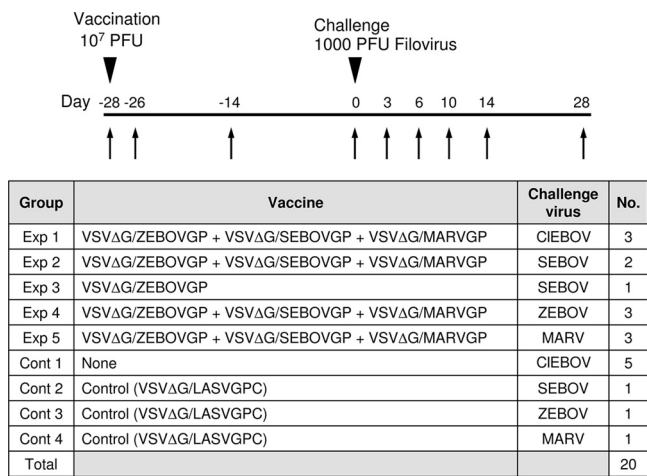 Vaccination
10⁷ PFU
Challenge
1000 PFU Filovirus
Day -28 -26 -14 0 3 6 10 14 28
Group Vaccine Challenge virus No.
Exp 1 VSVΔG/ZEBOVGP + VSVΔG/SEBOVGP + VSVΔG/MARVGP CIEBOV 3
Exp 2 VSVΔG/ZEBOVGP + VSVΔG/SEBOVGP + VSVΔG/MARVGP SEBOV 2
Exp 3 VSVΔG/ZEBOVGP SEBOV 1
Exp 4 VSVΔG/ZEBOVGP + VSVΔG/SEBOVGP + VSVΔG/MARVGP ZEBOV 3
Exp 5 VSVΔG/ZEBOVGP + VSVΔG/SEBOVGP + VSVΔG/MARVGP MARV 3
Cont 1 None CIEBOV 5
Cont 2 Control (VSVΔG/LASVGPC) SEBOV 1
Cont 3 Control (VSVΔG/LASVGPC) ZEBOV 1
Cont 4 Control (VSVΔG/LASVGPC) MARV 1
Total 20